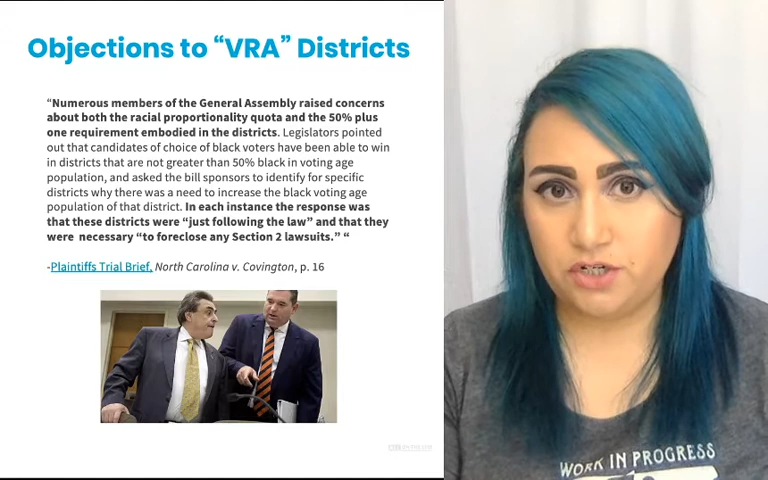 Objections to “VRA” Districts
“Numerous members of the General Assembly raised concerns
about both the racial proportionality quota and the 50% plus
one requirement embodied in the districts. Legislators pointed
out that candidates of choice of black voters have been able to win
in districts that are not greater than 50% black in voting age
population, and asked the bill sponsors to identify for specific
districts why there was a need to increase the black voting age
population of that district. In each instance the response was
that these districts were “just following the law” and that they
were necessary “to foreclose any Section 2 lawsuits.” “
-Plaintiffs Trial Brief, North Carolina v. Covington, p. 16
WORK IN PROGRESS